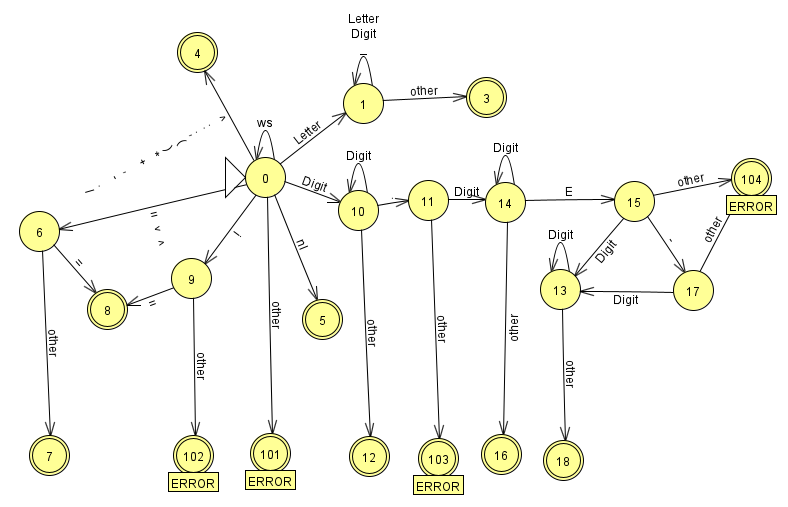 Letter
Digit
_
4
1
other
3
ws
Letter
0
Digit
Digit
10
.
11
Digit
Digit
14
E
15
other
104
ERROR
6
=
other
7
= < >
8
=
9
!
other
102
ERROR
other
101
ERROR
nl
5
other
12
other
103
ERROR
other
16
Digit
13
Digit
-
17
other
Digit
other
18